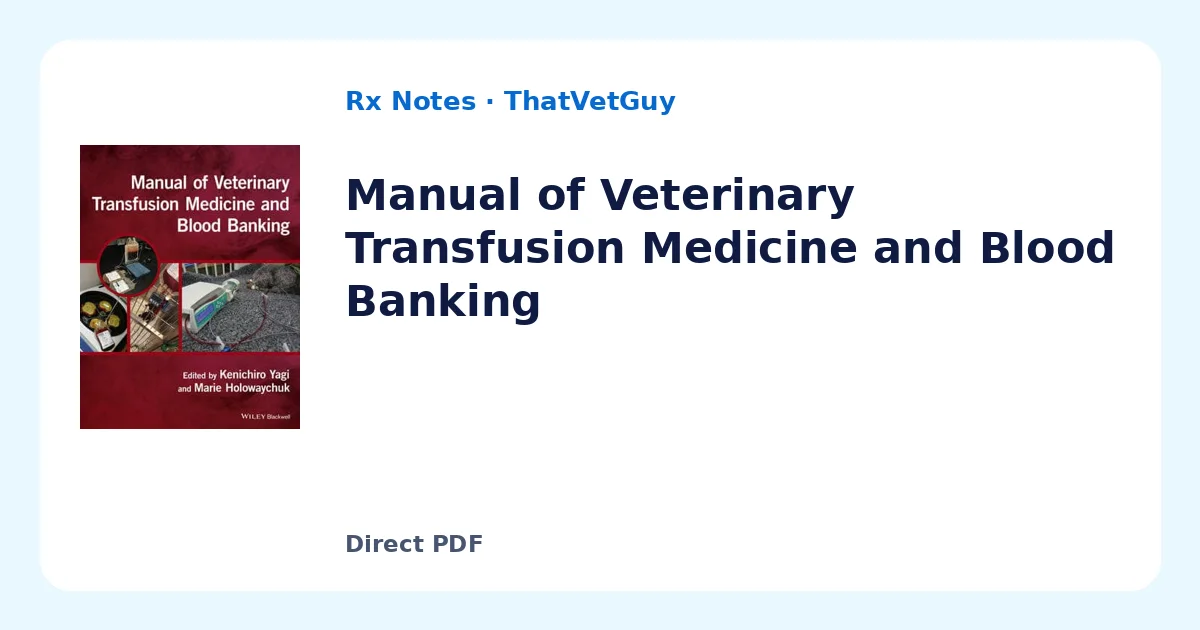 Rx Notes · ThatVetGuy
Manual of Veterinary
Transfusion Medicine and Blood
Banking
Direct PDF
Manual of Veterinary
Transfusion Medicine and
Blood Banking
Edited by Kenichiro Yagi
and Marie Holowaychuk
WILEY Blackwell